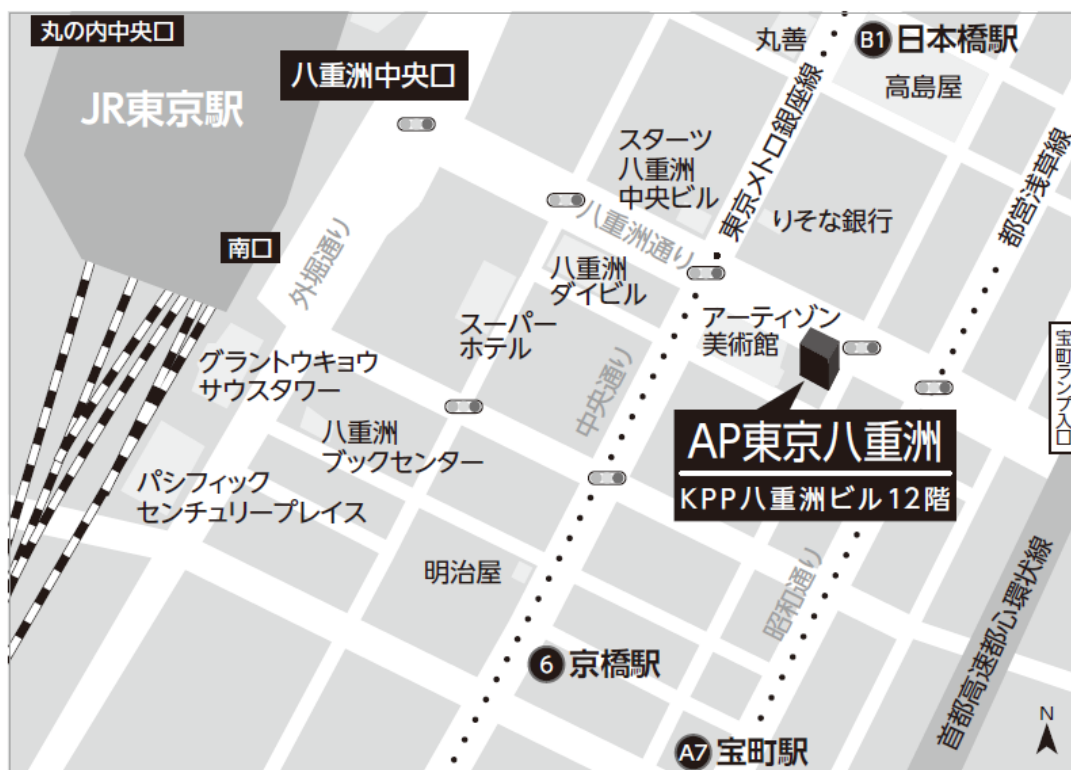 丸の内中央口
JR東京駅
八重洲中央口
丸善
B1 日本橋駅
高島屋
スターツ
八重洲
中央ビル
東京メトロ銀座線
都営浅草線
りそな銀行
八重洲通り
南口
外堀通り
八重洲
ダイビル
アーティゾン
美術館
宝町ランプ入口
スーパー
ホテル
グラントウキョウ
サウスタワー
中央通り
八重洲
ブックセンター
AP東京八重洲
KPP八重洲ビル12階
パシフィック
センチュリープレイス
明治屋
昭和通り
首都高速都心環状線
6 京橋駅
A7 宝町駅
N